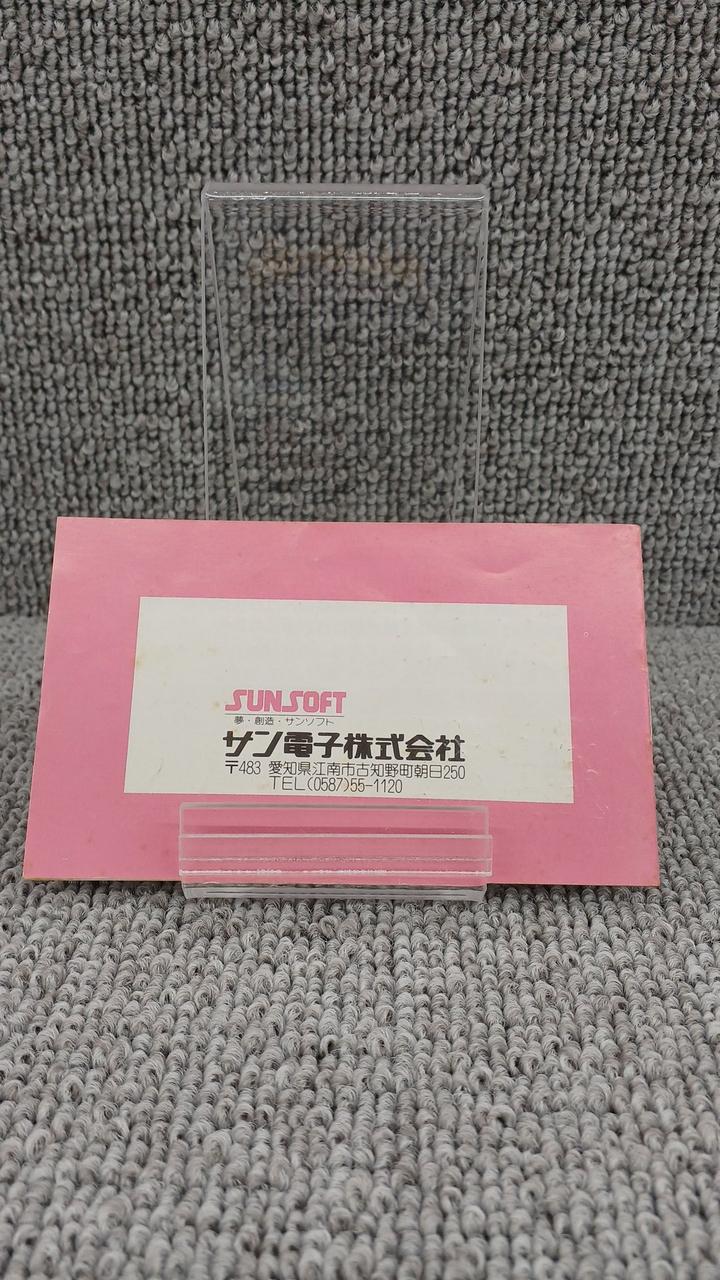 SUNSOFT
夢・創造・サンソフト
サン電子株式会社
〒483 愛知県江南市古知野町朝日250
TEL(0587)55-1120